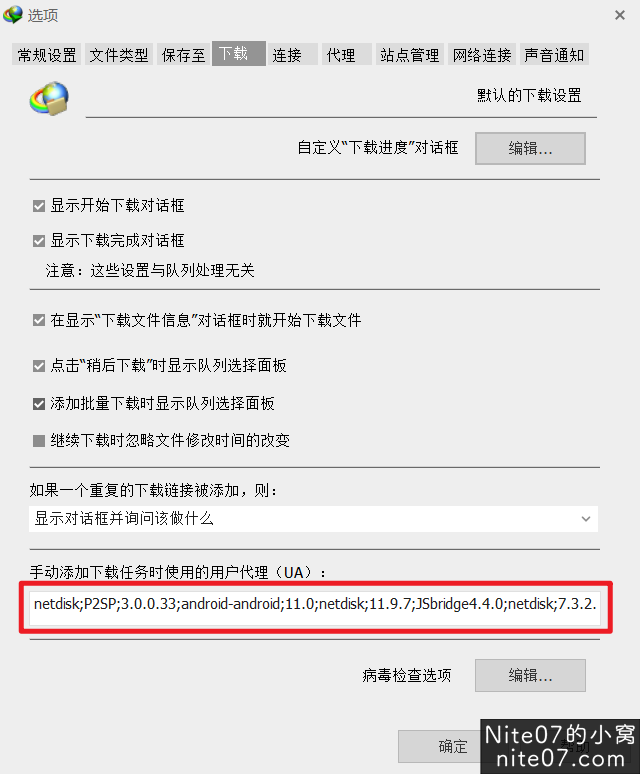 选项
常规设置 文件类型 保存至 下载 连接 代理 站点管理 网络连接 声音通知
默认的下载设置
自定义“下载进度”对话框 编辑...
显示开始下载对话框
显示下载完成对话框
注意：这些设置与队列处理无关
在显示“下载文件信息”对话框时就开始下载文件
点击“稍后下载”时显示队列选择面板
添加批量下载时显示队列选择面板
继续下载时忽略文件修改时间的改变
如果一个重复的下载链接被添加，则：
显示对话框并询问该做什么
手动添加下载任务时使用的用户代理（UA）：
netdisk;P2SP;3.0.0.33;android-android;11.0;netdisk;11.9.7;JSbridge4.4.0;netdisk;7.3.2.
病毒检查选项 编辑...
确定 帮助
Nite07的小窝
nite07.com